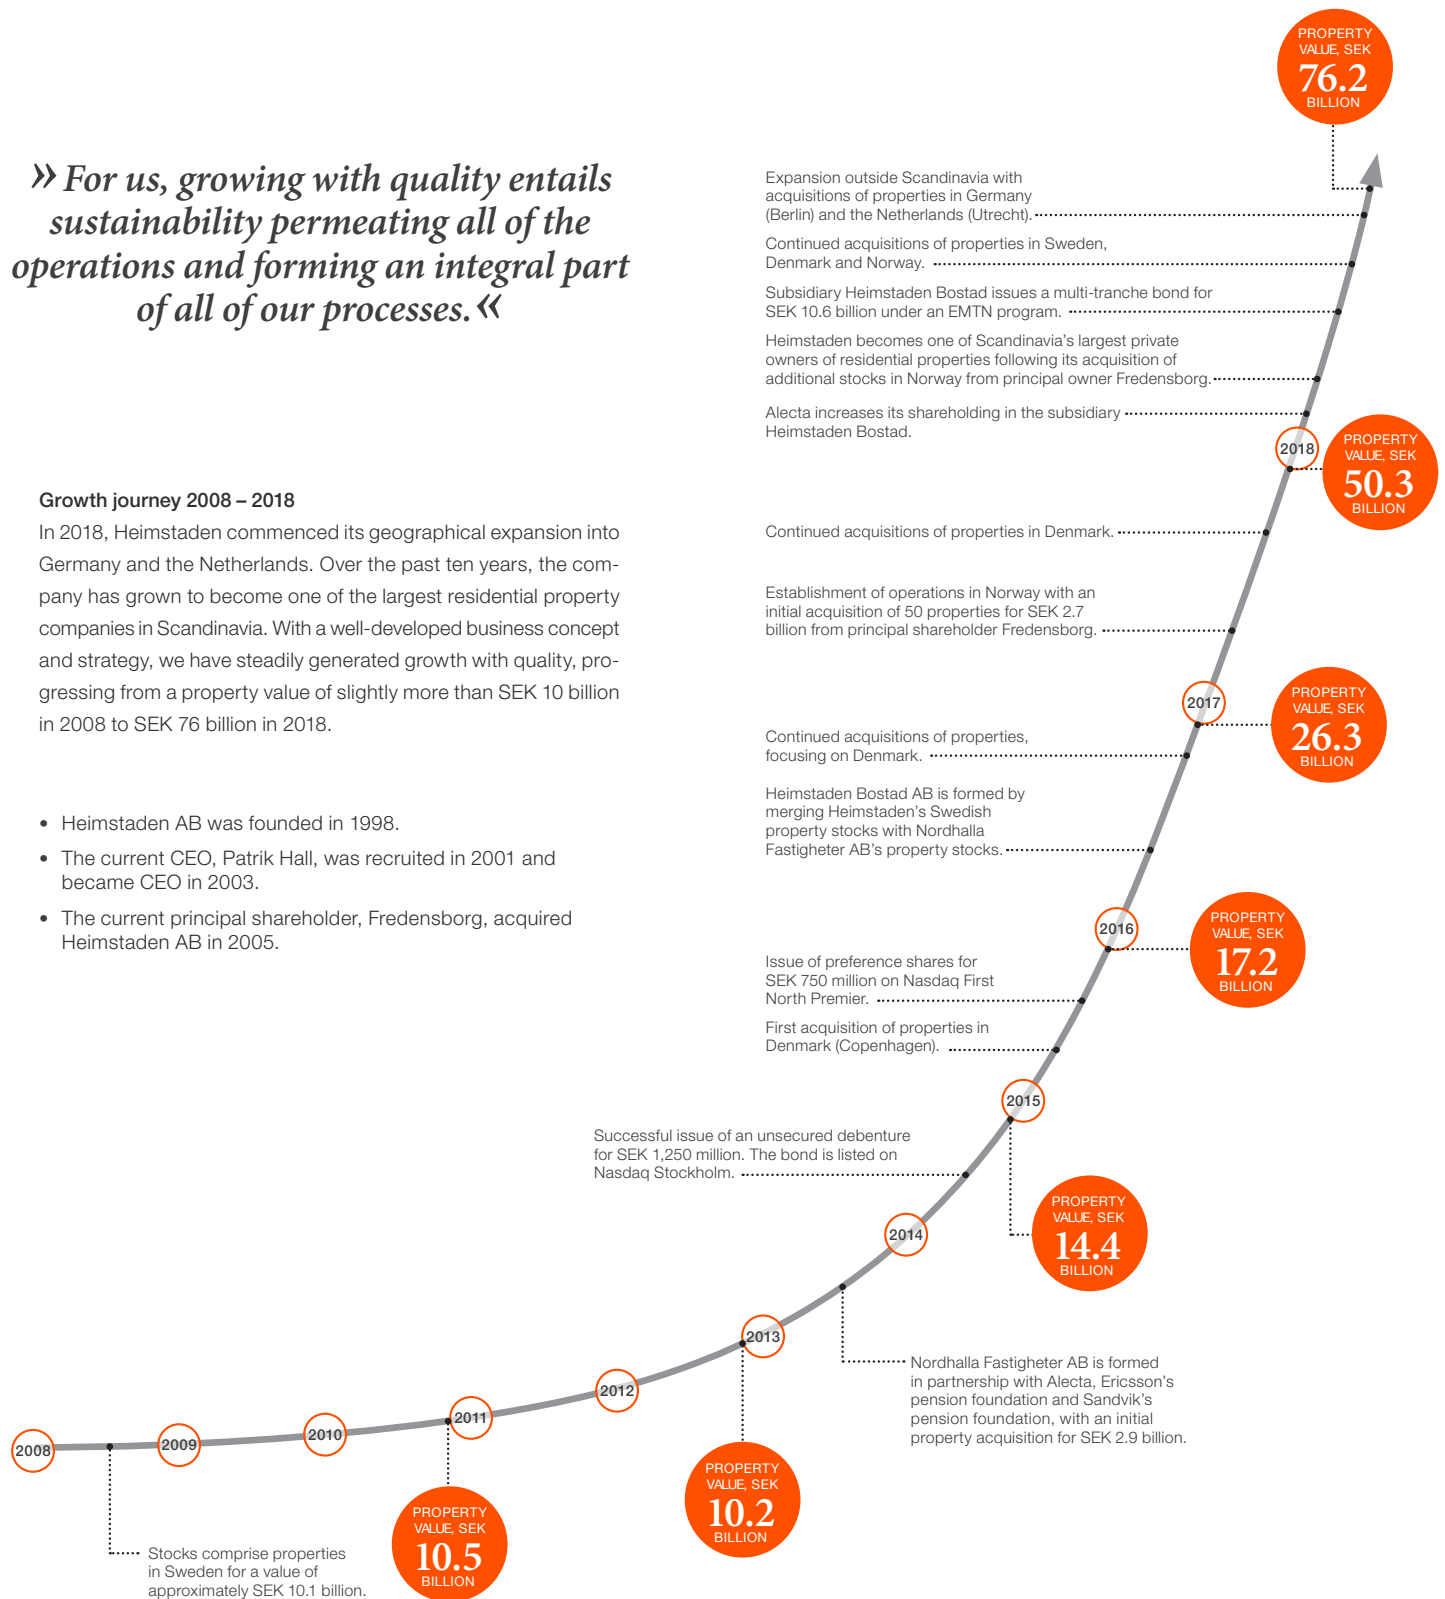 » For us, growing with quality entails
sustainability permeating all of the
operations and forming an integral part
of all of our processes. «
Growth journey 2008 – 2018
In 2018, Heimstaden commenced its geographical expansion into
Germany and the Netherlands. Over the past ten years, the com-
pany has grown to become one of the largest residential property
companies in Scandinavia. With a well-developed business concept
and strategy, we have steadily generated growth with quality, pro-
gressing from a property value of slightly more than SEK 10 billion
in 2008 to SEK 76 billion in 2018.
• Heimstaden AB was founded in 1998.
• The current CEO, Patrik Hall, was recruited in 2001 and
became CEO in 2003.
• The current principal shareholder, Fredensborg, acquired
Heimstaden AB in 2005.
PROPERTY
VALUE, SEK
76.2
BILLION
Expansion outside Scandinavia with
acquisitions of properties in Germany
(Berlin) and the Netherlands (Utrecht).
Continued acquisitions of properties in Sweden,
Denmark and Norway.
Subsidiary Heimstaden Bostad issues a multi-tranche bond for
SEK 10.6 billion under an EMTN program.
Heimstaden becomes one of Scandinavia's largest private
owners of residential properties following its acquisition of
additional stocks in Norway from principal owner Fredensborg.
Alecta increases its shareholding in the subsidiary
Heimstaden Bostad.
2018
PROPERTY
VALUE, SEK
50.3
BILLION
Continued acquisitions of properties in Denmark.
Establishment of operations in Norway with an
initial acquisition of 50 properties for SEK 2.7
billion from principal shareholder Fredensborg.
2017
PROPERTY
VALUE, SEK
26.3
BILLION
Continued acquisitions of properties,
focusing on Denmark.
Heimstaden Bostad AB is formed by
merging Heimstaden's Swedish
property stocks with Nordhalla
Fastigheter AB's property stocks.
2016
PROPERTY
VALUE, SEK
17.2
BILLION
Issue of preference shares for
SEK 750 million on Nasdaq First
North Premier.
First acquisition of properties in
Denmark (Copenhagen).
2015
PROPERTY
VALUE, SEK
14.4
BILLION
Successful issue of an unsecured debenture
for SEK 1,250 million. The bond is listed on
Nasdaq Stockholm.
2014
Nordhalla Fastigheter AB is formed
in partnership with Alecta, Ericsson's
pension foundation and Sandvik's
pension foundation, with an initial
property acquisition for SEK 2.9 billion.
2013
PROPERTY
VALUE, SEK
10.2
BILLION
2012
2011
PROPERTY
VALUE, SEK
10.5
BILLION
2010
2009
2008
Stocks comprise properties
in Sweden for a value of
approximately SEK 10.1 billion.